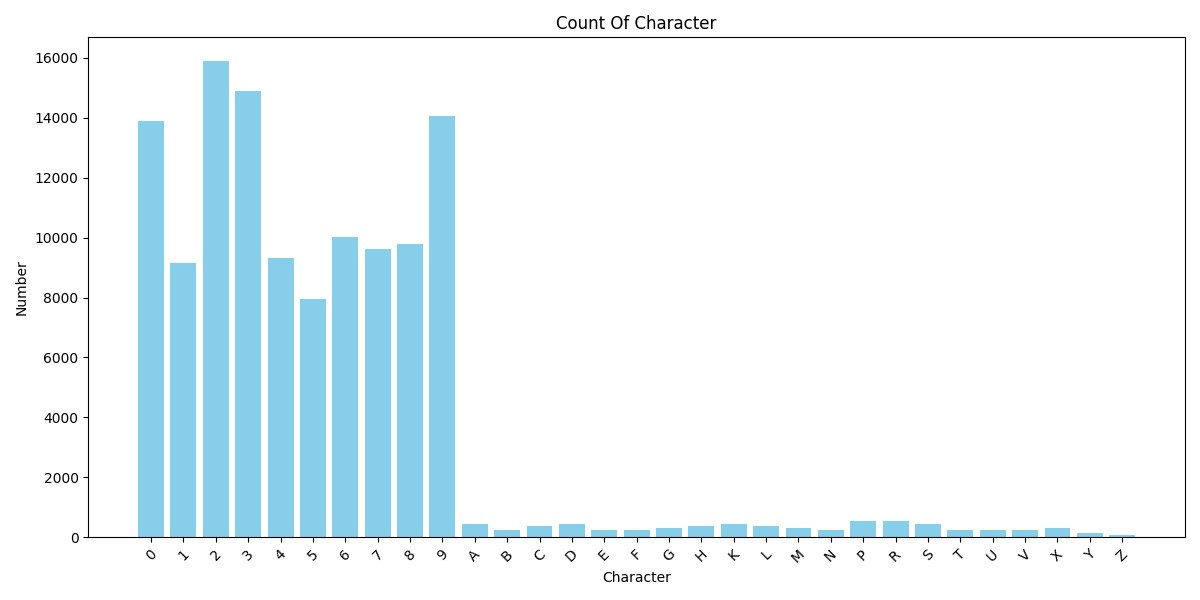 Count Of Character
16000
14000
12000
10000
8000
6000
4000
2000
0
Number
0 1 2 3 4 5 6 7 8 9 A B C D E F G H K L M N P R S T U V X Y Z
Character